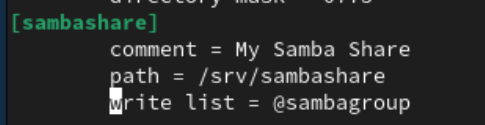 [sambashare]
comment = My Samba Share
path = /srv/sambashare
write list = @sambagroup